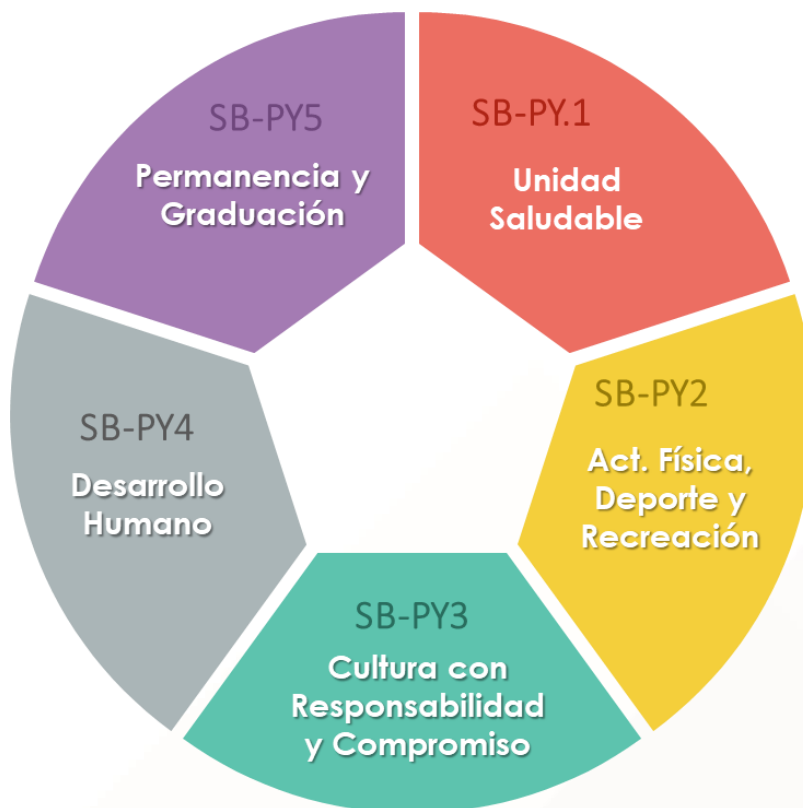 SB-PY5
Permanencia y
Graduación
SB-PY.1
Unidad
Saludable
SB-PY2
Act. Física,
Deporte y
Recreación
SB-PY3
Cultura con
Responsabilidad
y Compromiso
SB-PY4
Desarrollo
Humano